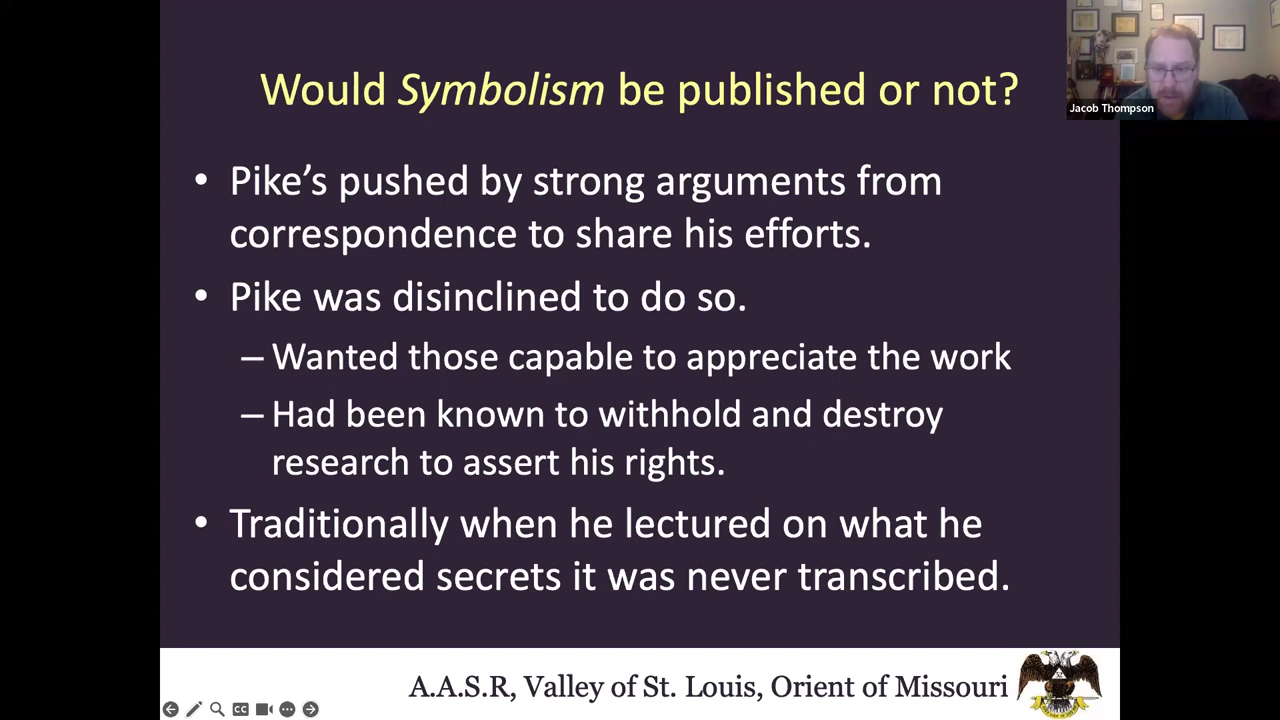 Would Symbolism be published or not?
Jacob Thompson
• Pike’s pushed by strong arguments from
correspondence to share his efforts.
• Pike was disinclined to do so.
– Wanted those capable to appreciate the work
– Had been known to withhold and destroy
research to assert his rights.
• Traditionally when he lectured on what he
considered secrets it was never transcribed.
A.A.S.R, Valley of St. Louis, Orient of Missouri
CC